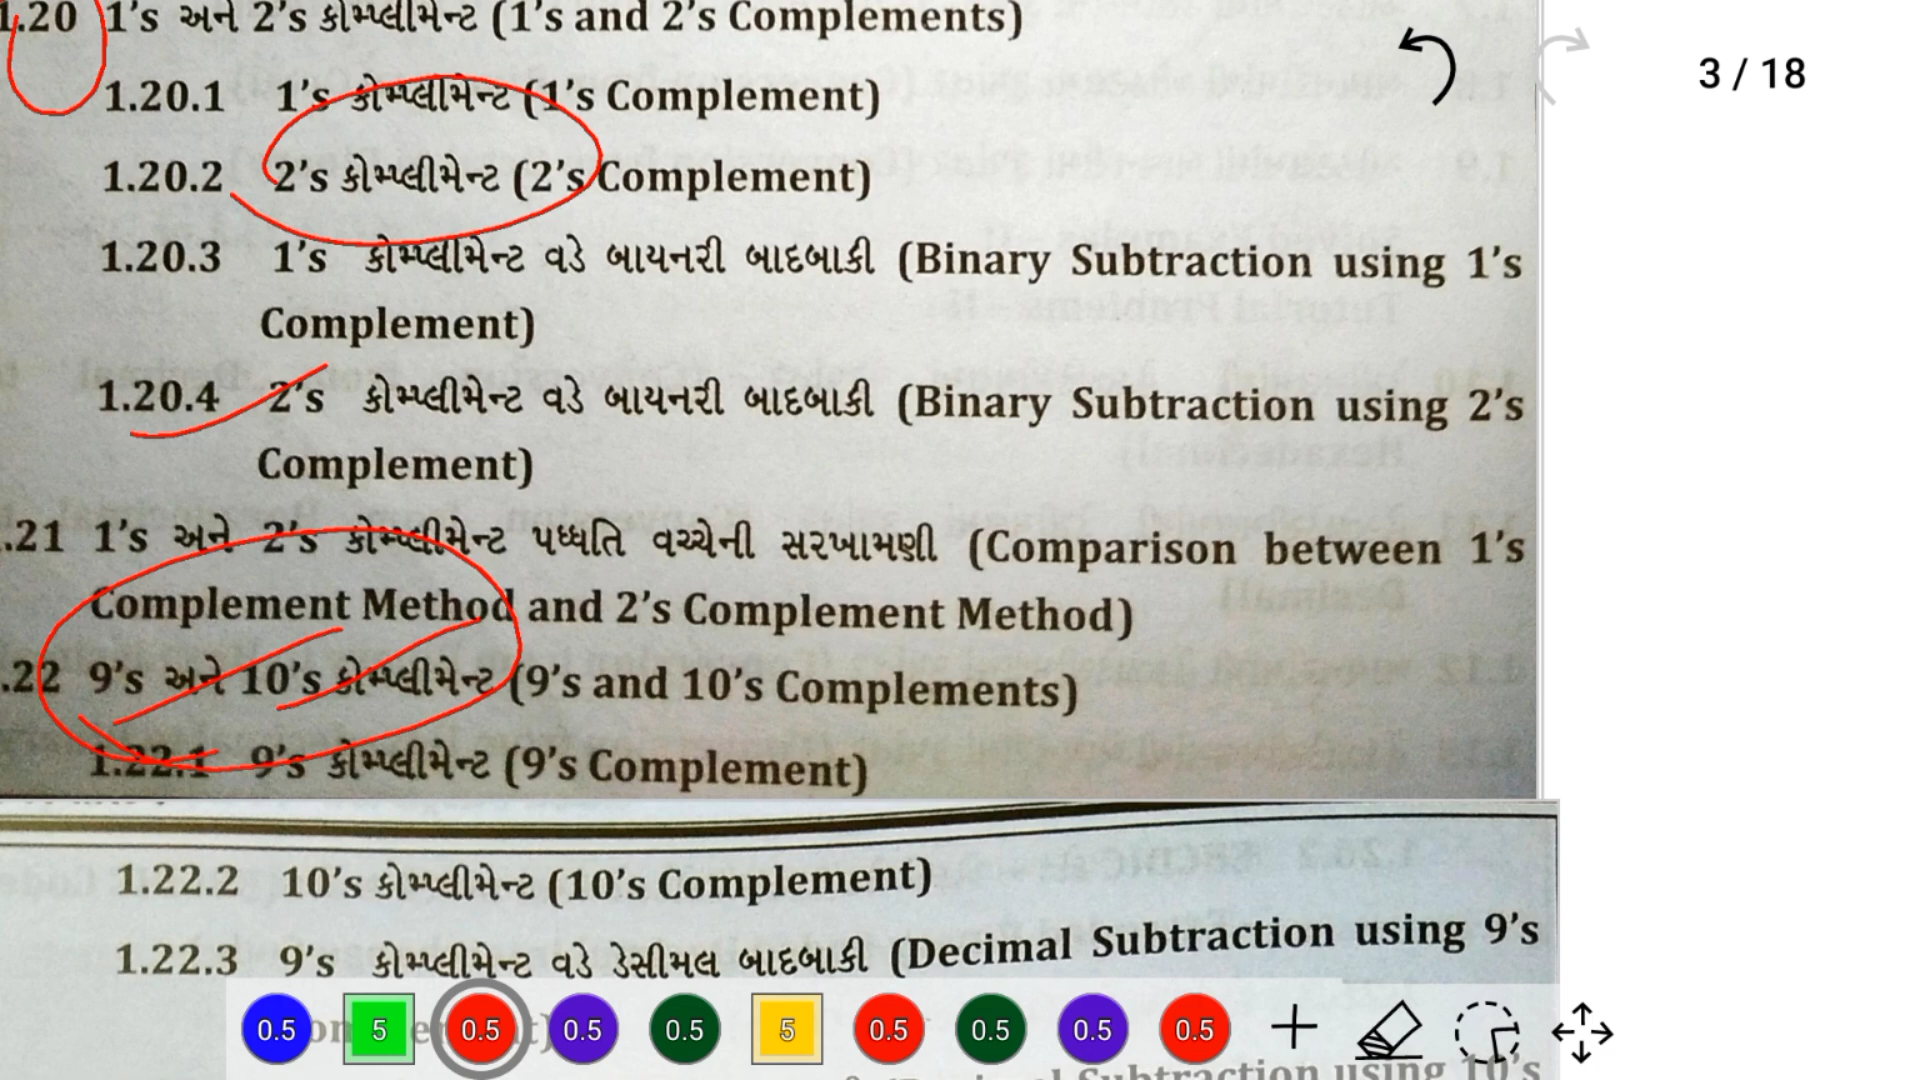 1.20 1's અને 2's કોમ્પ્લીમેન્ટ (1's and 2's Complements)
1.20.1 1's કોમ્પ્લીમેન્ટ (1's Complement)
1.20.2 2's કોમ્પ્લીમેન્ટ (2's Complement)
1.20.3 1's કોમ્પ્લીમેન્ટ વડે બાયનરી બાદબાકી (Binary Subtraction using 1's
Complement)
1.20.4 2's કોમ્પ્લીમેન્ટ વડે બાયનરી બાદબાકી (Binary Subtraction using 2's
Complement)
.21 1's અને 2's કોમ્પ્લીમેન્ટ પધ્ધતિ વચ્ચેની સરખામણી (Comparison between 1's
Complement Method and 2's Complement Method)
.22 9's અને 10's કોમ્પ્લીમેન્ટ (9's and 10's Complements)
1.22.1 9's કોમ્પ્લીમેન્ટ (9's Complement)
1.22.2 10's કોમ્પ્લીમેન્ટ (10's Complement)
1.22.3 9's કોમ્પ્લીમેન્ટ વડે ડેસીમલ બાદબાકી (Decimal Subtraction using 9's
using 10's
3 / 18
0.5 5 0.5 0.5 0.5 5 0.5 0.5 0.5 0.5